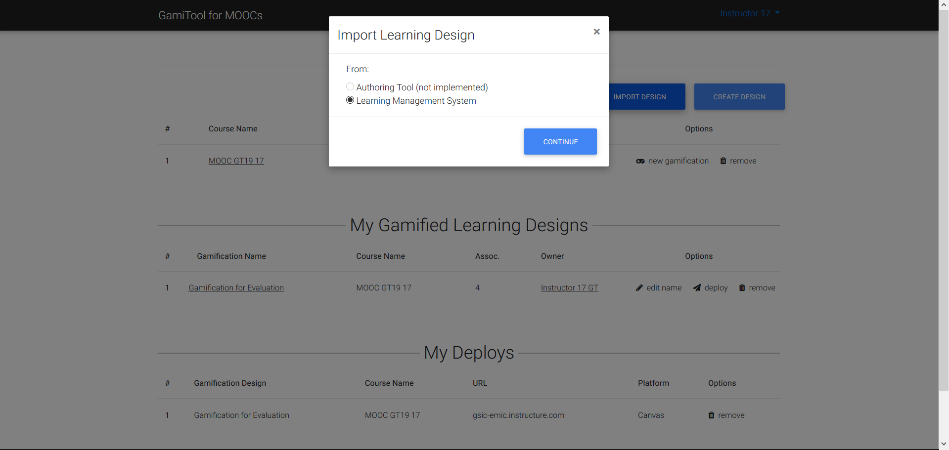 GamiTool for MOOCs
Instructor 17
Import Learning Design
×
From:
Authoring Tool (not implemented)
Learning Management System
CONTINUE
IMPORT DESIGN
CREATE DESIGN
# Course Name Options
1 MOOC GT19 17 new gamification remove
My Gamified Learning Designs
# Gamification Name Course Name Assoc. Owner Options
1 Gamification for Evaluation MOOC GT19 17 4 Instructor 17 GT edit name deploy remove
My Deploys
# Gamification Design Course Name URL Platform Options
1 Gamification for Evaluation MOOC GT19 17 gsic-emic.instructure.com Canvas remove